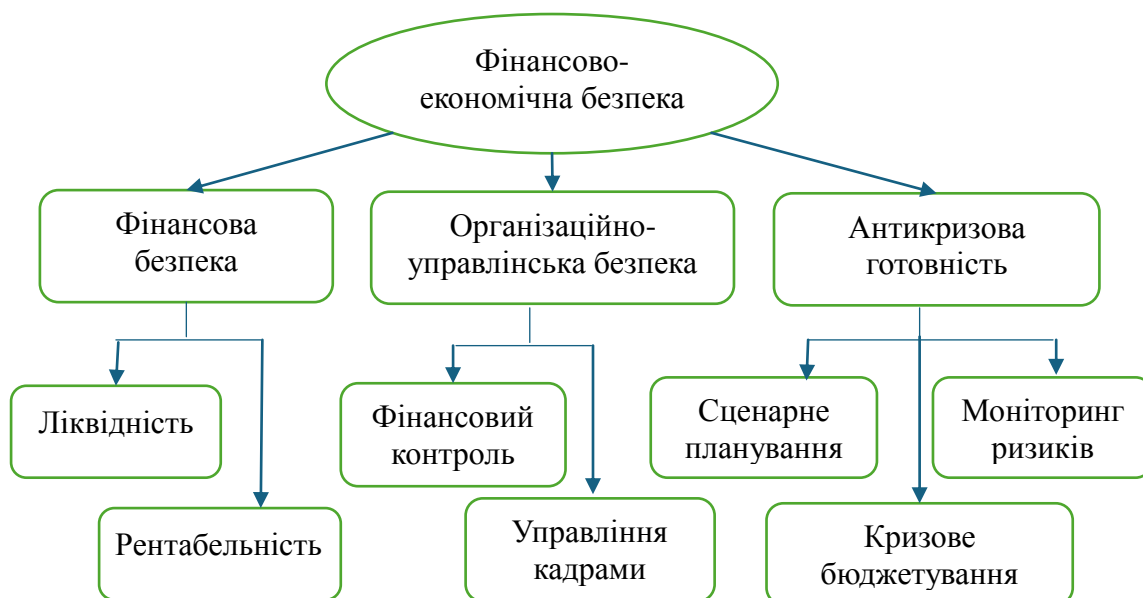 Фінансово-
економічна безпека
Фінансова
безпека
Організаційно-
управлінська безпека
Антикризова
готовність
Ліквідність
Фінансовий
контроль
Сценарне
планування
Моніторинг
ризиків
Рентабельність
Управління
кадрами
Кризове
бюджетування